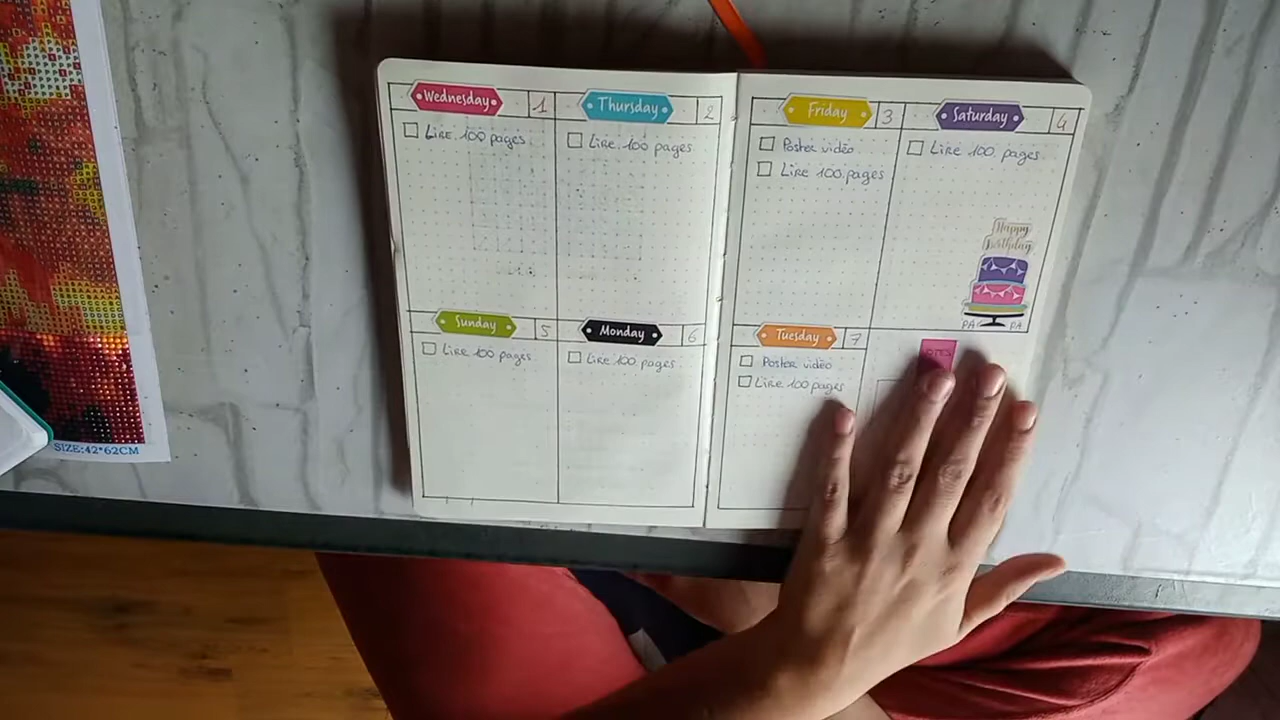 Wednesday 1
Lire 100 pages
Thursday 2
Lire 100 pages
Friday 3
Poster vidéo
Lire 100 pages
Saturday 4
Lire 100 pages
Happy
Birthday
PA PA
Sunday 5
Lire 100 pages
Monday 6
Lire 100 pages
Tuesday 7
Poster vidéo
Lire 100 pages
SIZE:42*62CM